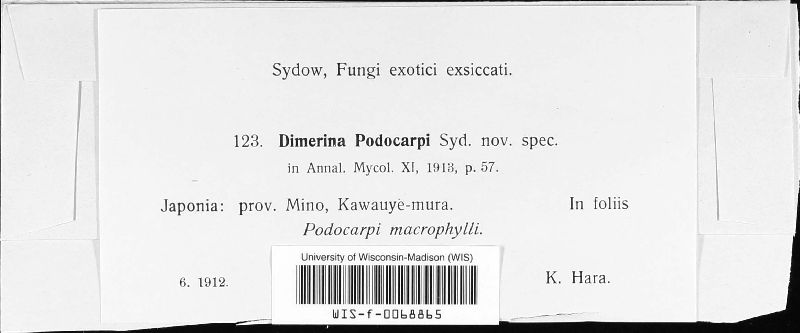 Sydow, Fungi exotici exsiccati.
123. Dimerina Podocarpi Syd. nov. spec.
in Annal. Mycol. XI, 1913, p. 57.
Japonia: prov. Mino, Kawauyè-mura. In foliis
Podocarpi macrophylli.
6. 1912. K. Hara.
University of Wisconsin-Madison (WIS)
WIS-f-0068865